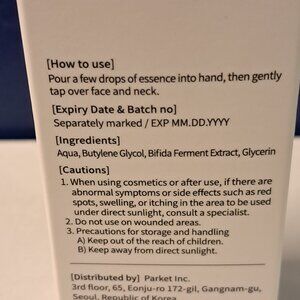 [How to use]
Pour a few drops of essence into hand, then gently
tap over face and neck.
[Expiry Date & Batch no]
Separately marked / EXP MM.DD.YYYY
[Ingredients]
Aqua, Butylene Glycol, Bifida Ferment Extract, Glycerin
[Cautions]
1. When using cosmetics or after use, if there are
abnormal symptoms or side effects such as red
spots, swelling, or itching in the area to be used
under direct sunlight, consult a specialist.
2. Do not use on wounded areas.
3. Precautions for storage and handling
A) Keep out of the reach of children.
B) Keep away from direct sunlight.
[Distributed by] Parket Inc.
3rd floor, 65, Eonju-ro 172-gil, Gangnam-gu,
Seoul, Republic of Korea